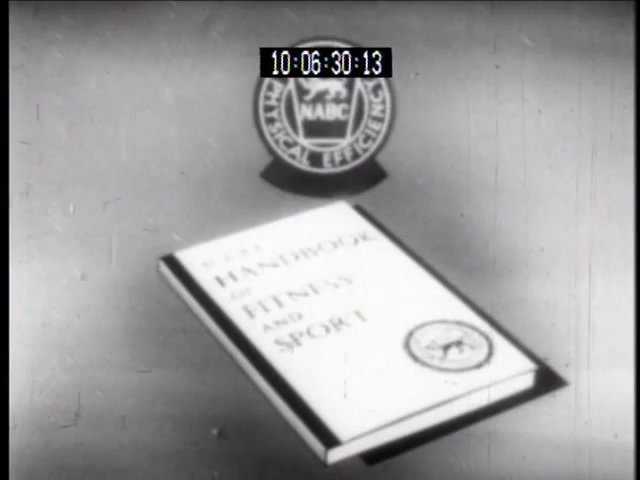 10:06:30:13
NABC
PHYSICAL EFFICIENCY
HANDBOOK
OF
FITNESS
AND
SPORT